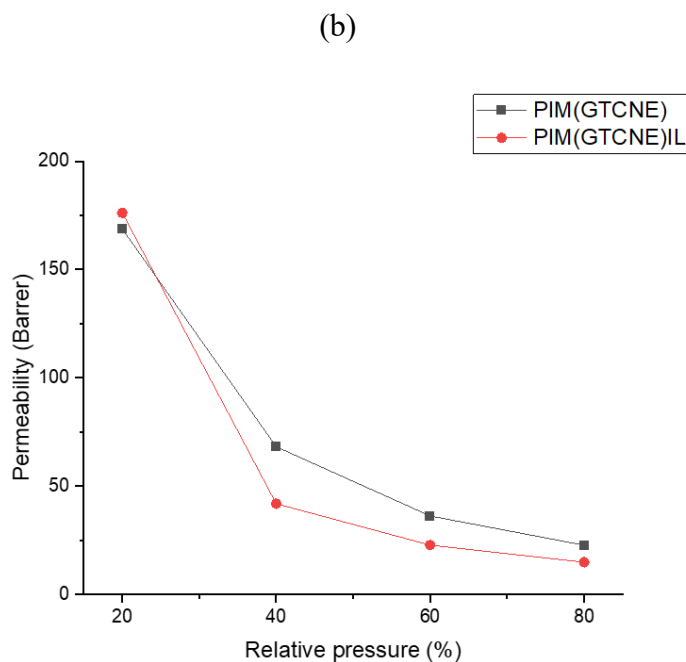 (b)
PIM(GTCNE)
PIM(GTCNE)IL
200
150
100
50
0
Permeability (Barrer)
20 40 60 80
Relative pressure (%)